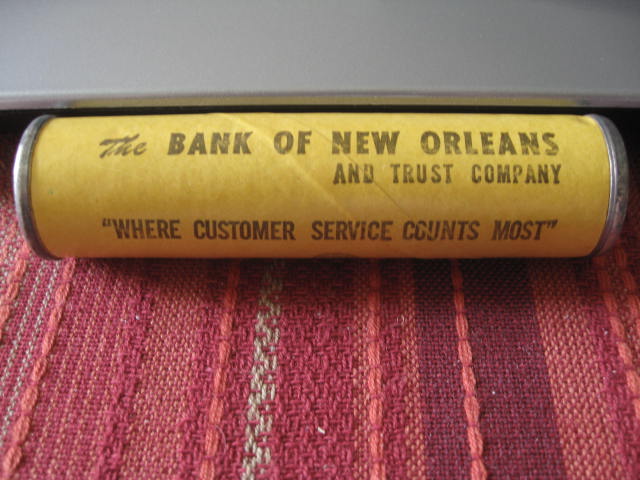 The BANK OF NEW ORLEANS
AND TRUST COMPANY
"WHERE CUSTOMER SERVICE COUNTS MOST"